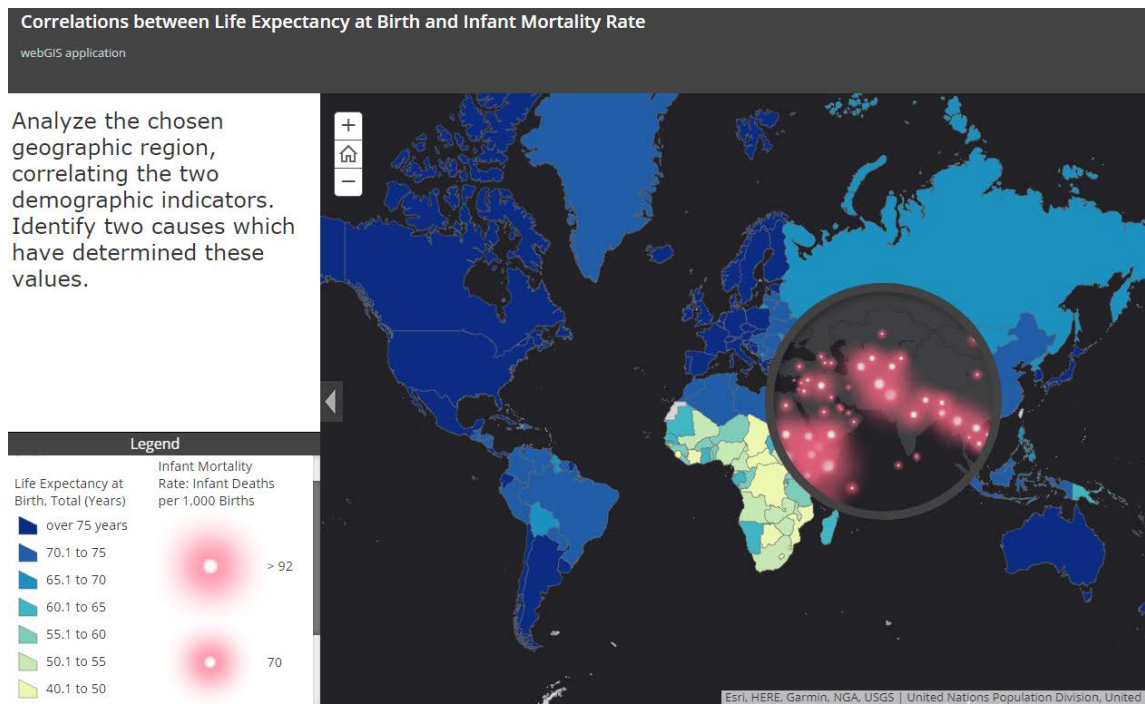 Correlations between Life Expectancy at Birth and Infant Mortality Rate
webGIS application
Analyze the chosen
geographic region,
correlating the two
demographic indicators.
Identify two causes which
have determined these
values.
+
−
Legend
Life Expectancy at
Birth, Total (Years)
over 75 years
70.1 to 75
65.1 to 70
60.1 to 65
55.1 to 60
50.1 to 55
40.1 to 50
Infant Mortality
Rate: Infant Deaths
per 1,000 Births
> 92
70
Esri, HERE, Garmin, NGA, USGS | United Nations Population Division, United